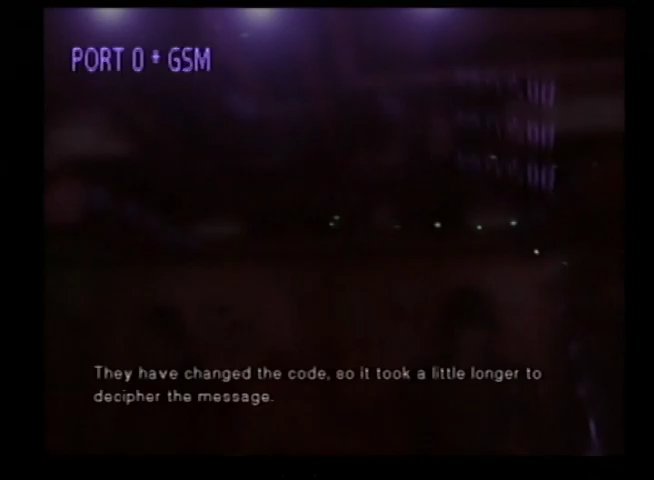 PORT 0 * GSM
They have changed the code, so it took a little longer to
decipher the message.